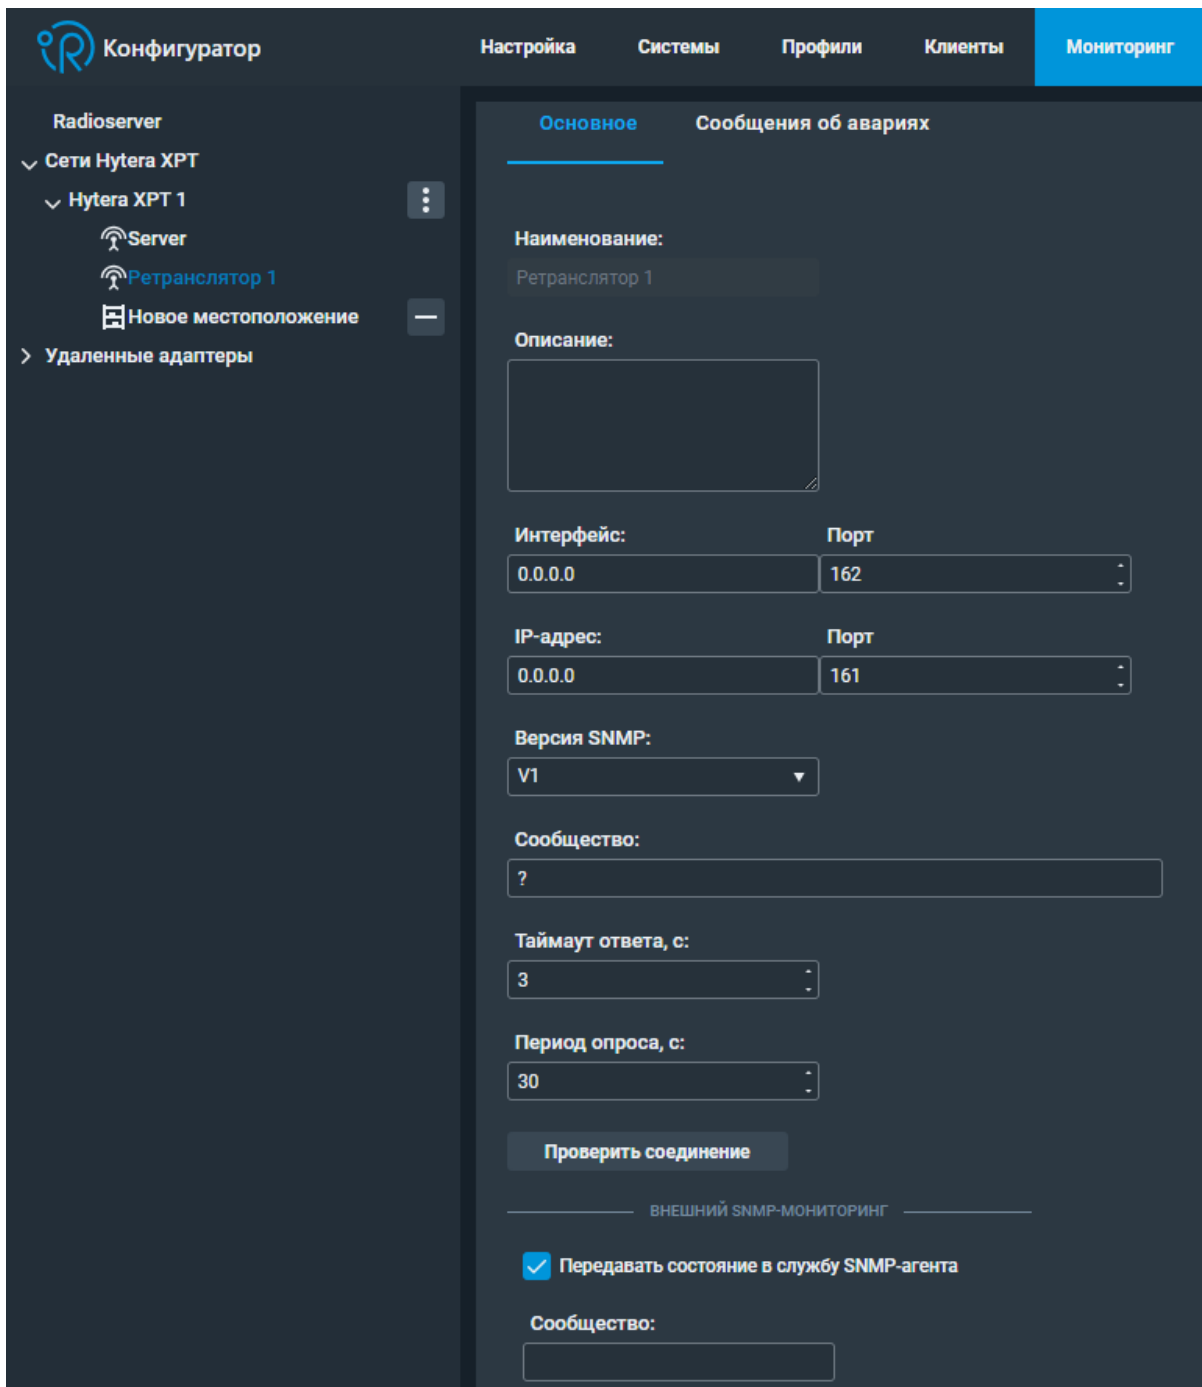 Конфигуратор
Настройка Системы Профили Клиенты Мониторинг
Radioserver
Сети Hytera XPT
Hytera XPT 1
Server
Ретранслятор 1
Новое местоположение
Удаленные адаптеры
Основное Сообщения об авариях
Наименование:
Ретранслятор 1
Описание:
Интерфейс: Порт
0.0.0.0 162
IP-адрес: Порт
0.0.0.0 161
Версия SNMP:
V1
Сообщество:
?
Таймаут ответа, с:
3
Период опроса, с:
30
Проверить соединение
ВНЕШНИЙ SNMP-МОНИТОРИНГ
Передавать состояние в службу SNMP-агента
Сообщество: